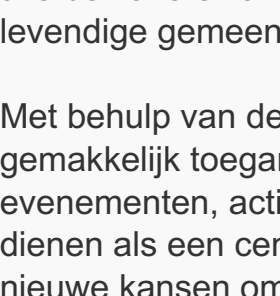 levendige gemeen
Met behulp van de
gemakkelijk toegan
evenementen, acti
dienen als een cen
nieuwe kansen om